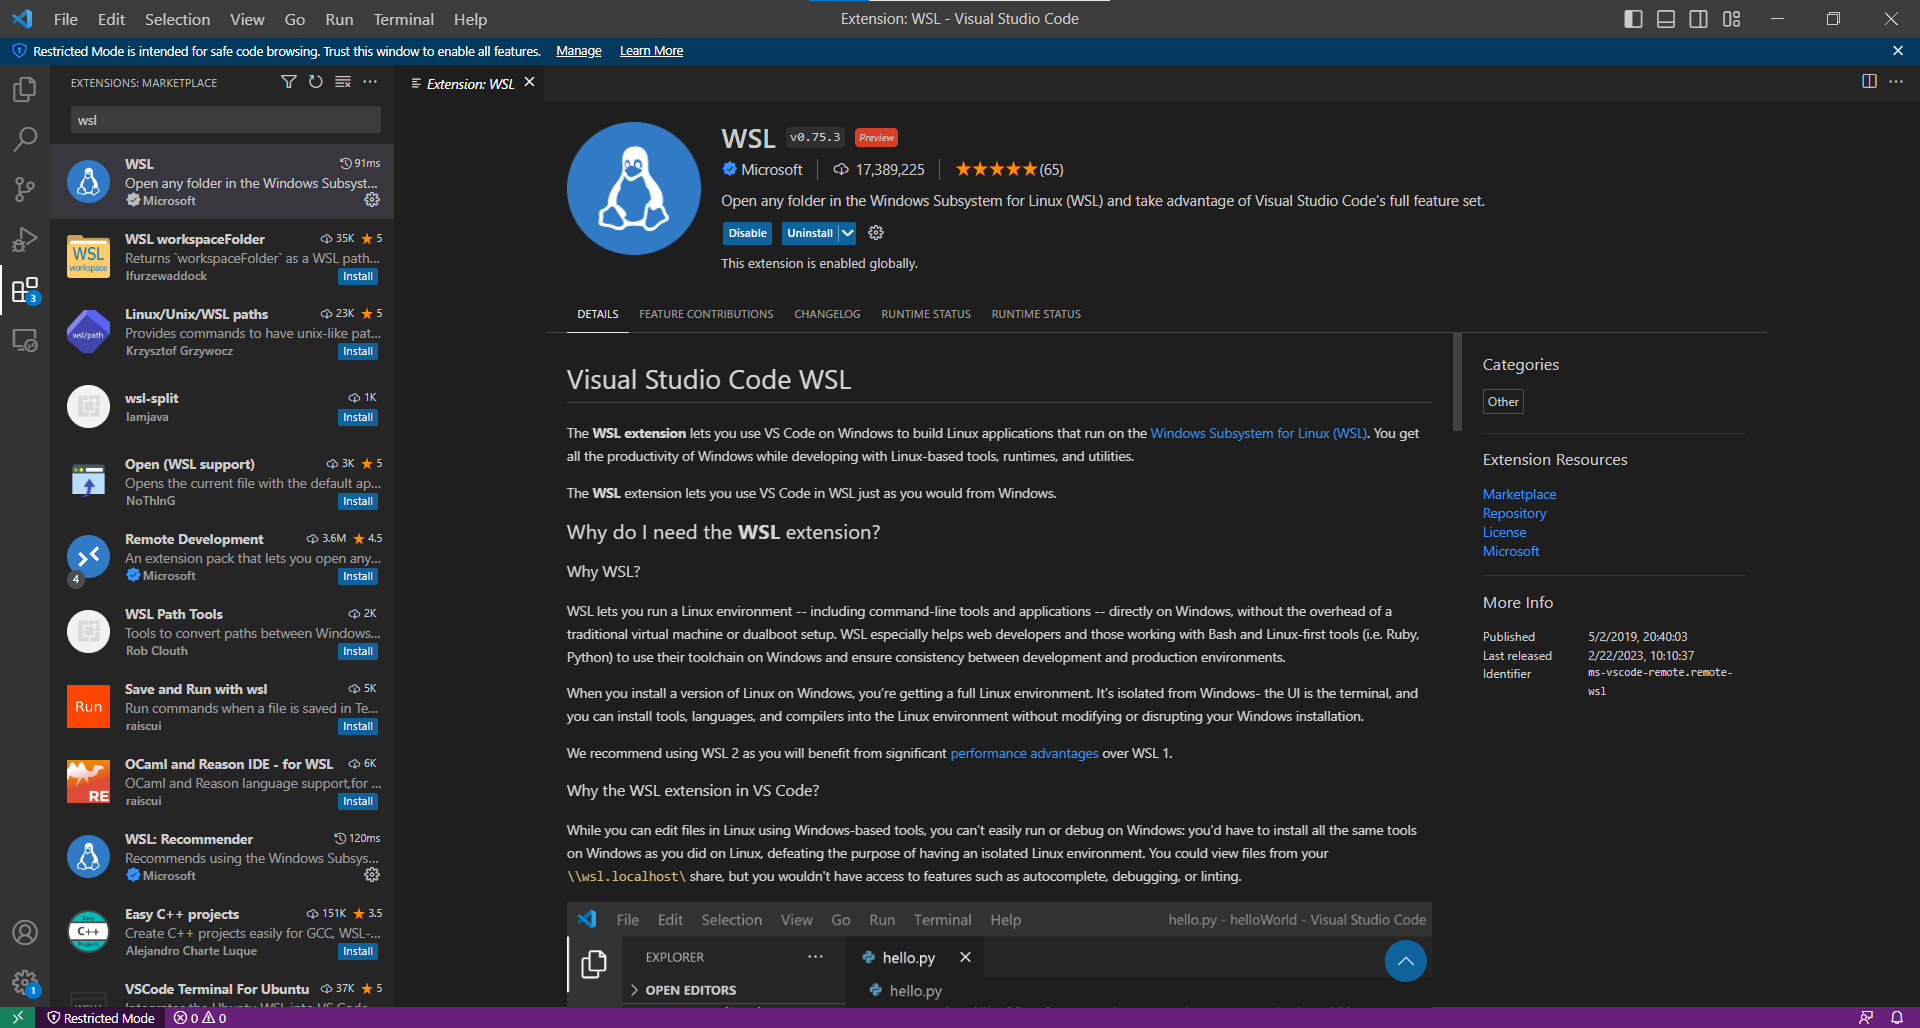 File Edit Selection View Go Run Terminal Help
Extension: WSL - Visual Studio Code
Restricted Mode is intended for safe code browsing. Trust this window to enable all features. Manage Learn More
EXTENSIONS: MARKETPLACE
wsl
WSL 91ms
Open any folder in the Windows Subsyst...
Microsoft
WSL workspaceFolder 35K 5
Returns `workspaceFolder` as a WSL path...
lfurzewaddock
Install
WSL
workspace
Linux/Unix/WSL paths 23K 5
Provides commands to have unix-like pat...
Krzysztof Grzywocz
Install
wsl/path
wsl-split 1K
Iamjava
Install
Open (WSL support) 3K 5
Opens the current file with the default ap...
NoThInG
Install
Remote Development 3.6M 4.5
An extension pack that lets you open any...
Microsoft
Install
4
WSL Path Tools 2K
Tools to convert paths between Windows...
Rob Clouth
Install
Save and Run with wsl 5K
Run commands when a file is saved in Te...
raiscui
Install
Run
OCaml and Reason IDE - for WSL 6K
OCaml and Reason language support,for ...
raiscui
Install
RE
WSL: Recommender 120ms
Recommends using the Windows Subsys...
Microsoft
Easy C++ projects 151K 3.5
Create C++ projects easily for GCC, WSL-...
Alejandro Charte Luque
Install
Easy
C++
Projects
VSCode Terminal For Ubuntu 37K 5
3
1
Extension: WSL
WSL v0.75.3 Preview
Microsoft 17,389,225 (65)
Open any folder in the Windows Subsystem for Linux (WSL) and take advantage of Visual Studio Code's full feature set.
Disable Uninstall
This extension is enabled globally.
DETAILS FEATURE CONTRIBUTIONS CHANGELOG RUNTIME STATUS RUNTIME STATUS
Visual Studio Code WSL
The WSL extension lets you use VS Code on Windows to build Linux applications that run on the Windows Subsystem for Linux (WSL). You get
all the productivity of Windows while developing with Linux-based tools, runtimes, and utilities.
The WSL extension lets you use VS Code in WSL just as you would from Windows.
Why do I need the WSL extension?
Why WSL?
WSL lets you run a Linux environment -- including command-line tools and applications -- directly on Windows, without the overhead of a
traditional virtual machine or dualboot setup. WSL especially helps web developers and those working with Bash and Linux-first tools (i.e. Ruby,
Python) to use their toolchain on Windows and ensure consistency between development and production environments.
When you install a version of Linux on Windows, you’re getting a full Linux environment. It's isolated from Windows- the UI is the terminal, and
you can install tools, languages, and compilers into the Linux environment without modifying or disrupting your Windows installation.
We recommend using WSL 2 as you will benefit from significant performance advantages over WSL 1.
Why the WSL extension in VS Code?
While you can edit files in Linux using Windows-based tools, you can’t easily run or debug on Windows: you'd have to install all the same tools
on Windows as you did on Linux, defeating the purpose of having an isolated Linux environment. You could view files from your
\\wsl.localhost\ share, but you wouldn't have access to features such as autocomplete, debugging, or linting.
File Edit Selection View Go Run Terminal Help hello.py - helloWorld - Visual Studio Code
EXPLORER
hello.py
OPEN EDITORS
hello.py
Categories
Other
Extension Resources
Marketplace
Repository
License
Microsoft
More Info
Published 5/2/2019, 20:40:03
Last released 2/22/2023, 10:10:37
Identifier ms-vscode-remote.remote-
wsl
Restricted Mode 0 0